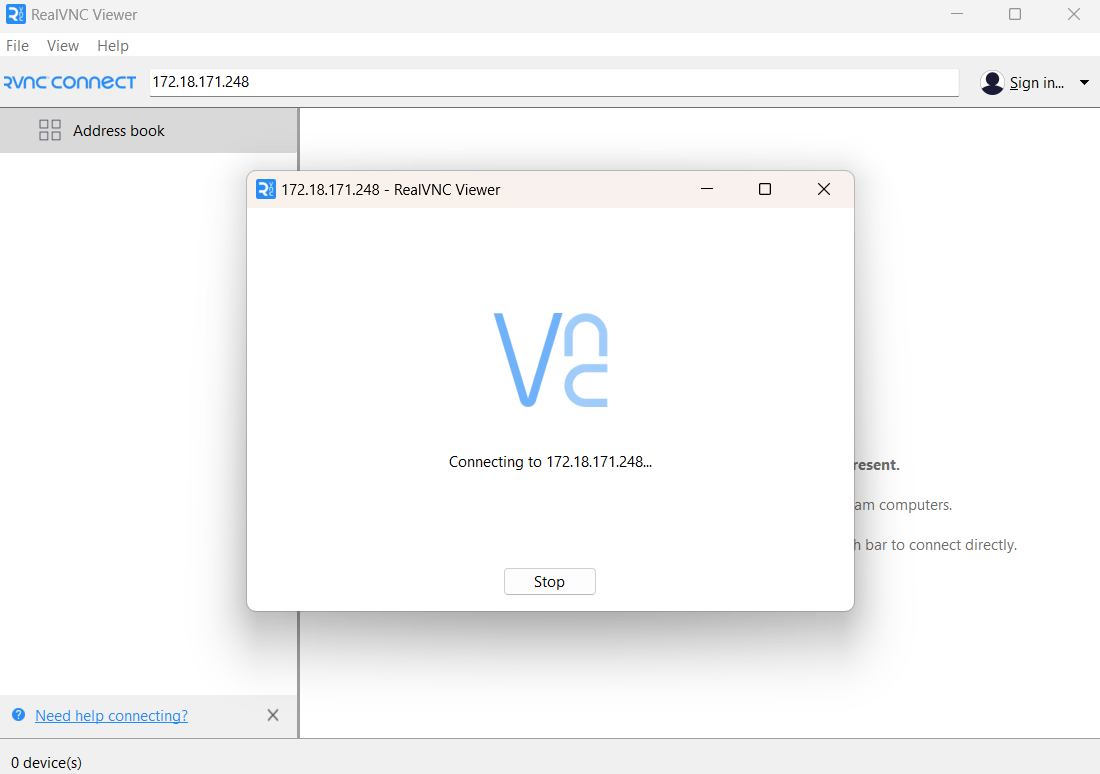 RealVNC Viewer
File View Help
RVNC CONNECT 172.18.171.248 Sign in...
Address book
172.18.171.248 - RealVNC Viewer
Vnc
Connecting to 172.18.171.248...
resent.
am computers.
h bar to connect directly.
Stop
Need help connecting?
0 device(s)